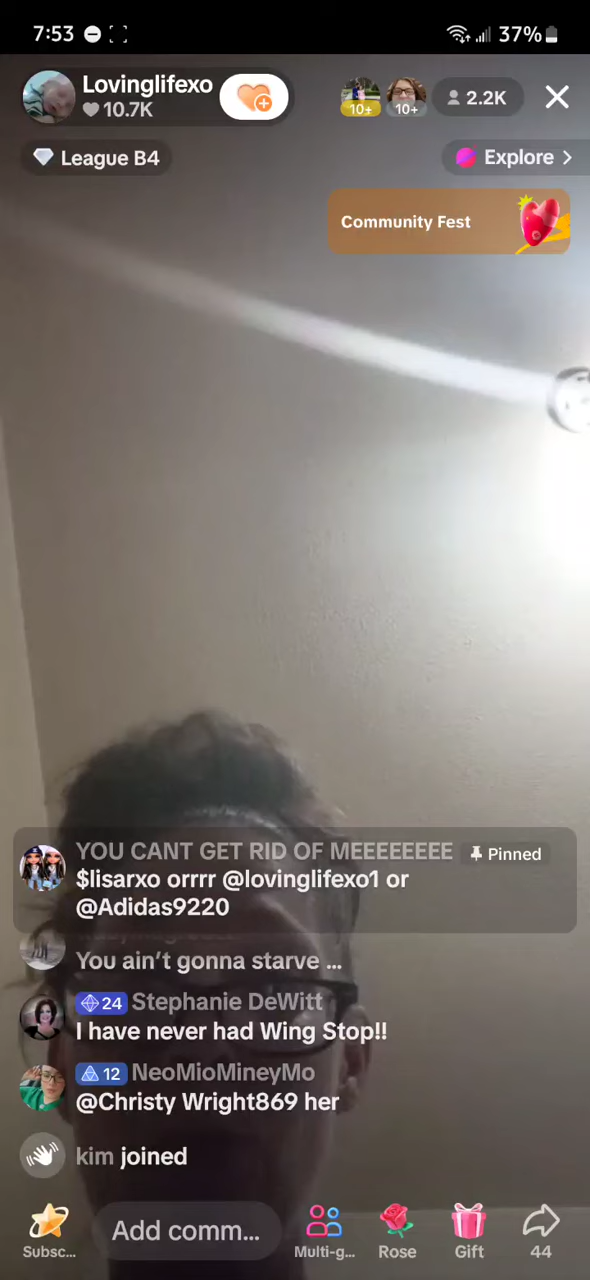 7:53
37%
Lovinglifexo
10.7K
10+
10+
2.2K
League B4
Explore >
Community Fest
YOU CANT GET RID OF MEEEEEEEE
Pinned
$lisarxo orrrr @lovinglifexo1 or
@Adidas9220
You ain’t gonna starve ...
24 Stephanie DeWitt
I have never had Wing Stop!!
12 NeoMioMineyMo
@Christy Wright869 her
kim joined
Add comm...
Subsc...
Multi-g...
Rose
Gift
44